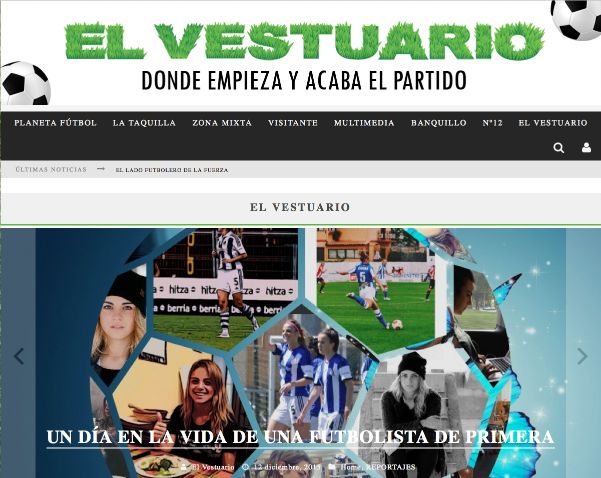 EL VESTUARIO
DONDE EMPIEZA Y ACABA EL PARTIDO
PLANETA FÚTBOL LA TAQUILLA ZONA MIXTA VISITANTE MULTIMEDIA BANQUILLO Nº12 EL VESTUARIO
ÚLTIMAS NOTICIAS → EL LADO FUTBOLERO DE LA FUERZA
EL VESTUARIO
hitza hitza
berria berria berria
5
UN DÍA EN LA VIDA DE UNA FUTBOLISTA DE PRIMERA
El Vestuario 12 diciembre, 2015 Home, REPORTAJES